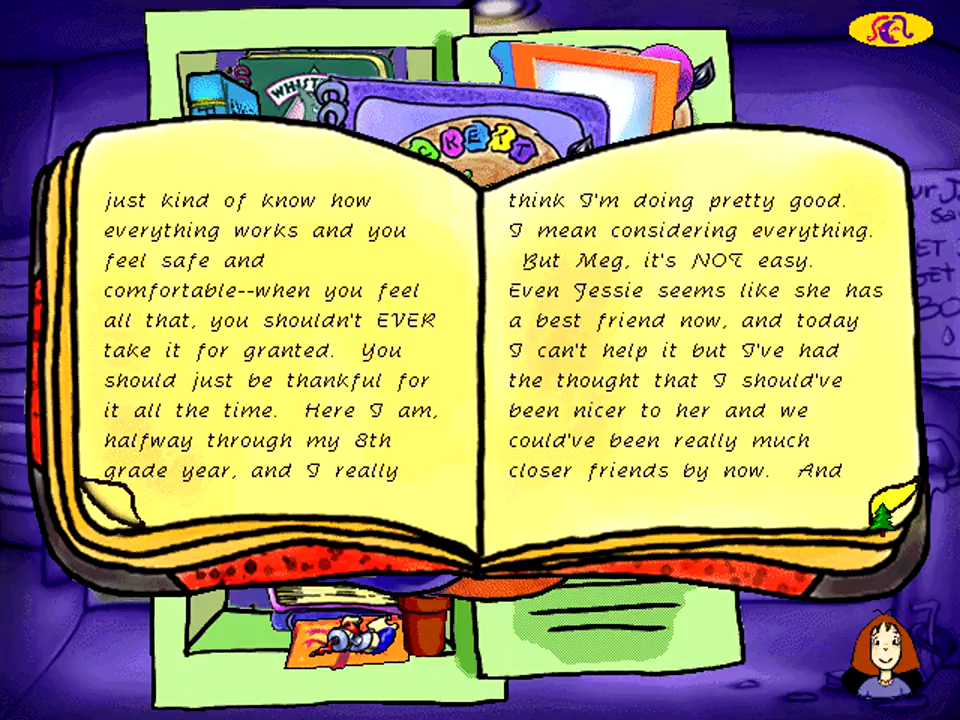 WHIST
CKETT
just kind of know how
everything works and you
feel safe and
comfortable--when you feel
all that, you shouldn't EVER
take it for granted. You
should just be thankful for
it all the time. Here I am,
halfway through my 8th
grade year, and I really
think I'm doing pretty good.
I mean considering everything.
But Meg, it's NOT easy.
Even Jessie seems like she has
a best friend now, and today
I can't help it but I've had
the thought that I should've
been nicer to her and we
could've been really much
closer friends by now. And